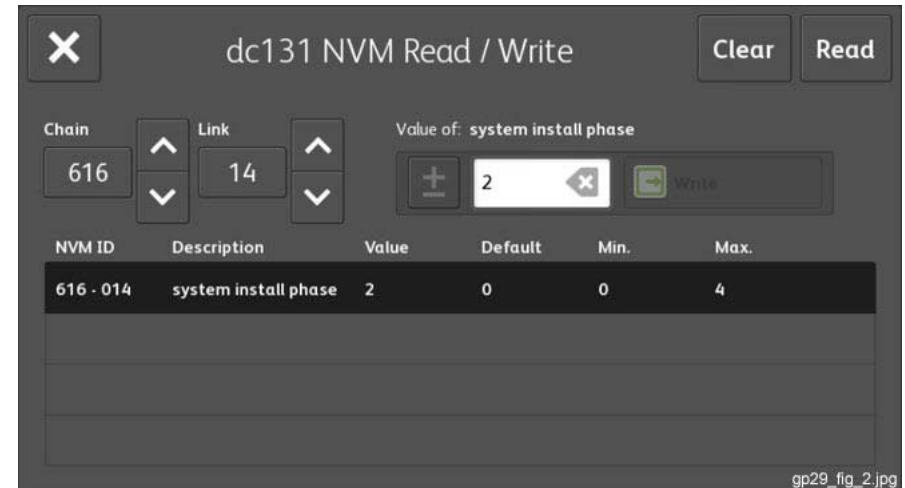 dc131 NVM Read / Write Clear Read
Chain Link Value of: system install phase
616 14 ± 2 Write
NVM ID Description Value Default Min. Max.
616 - 014 system install phase 2 0 0 4
gp29_fig_2.jpg